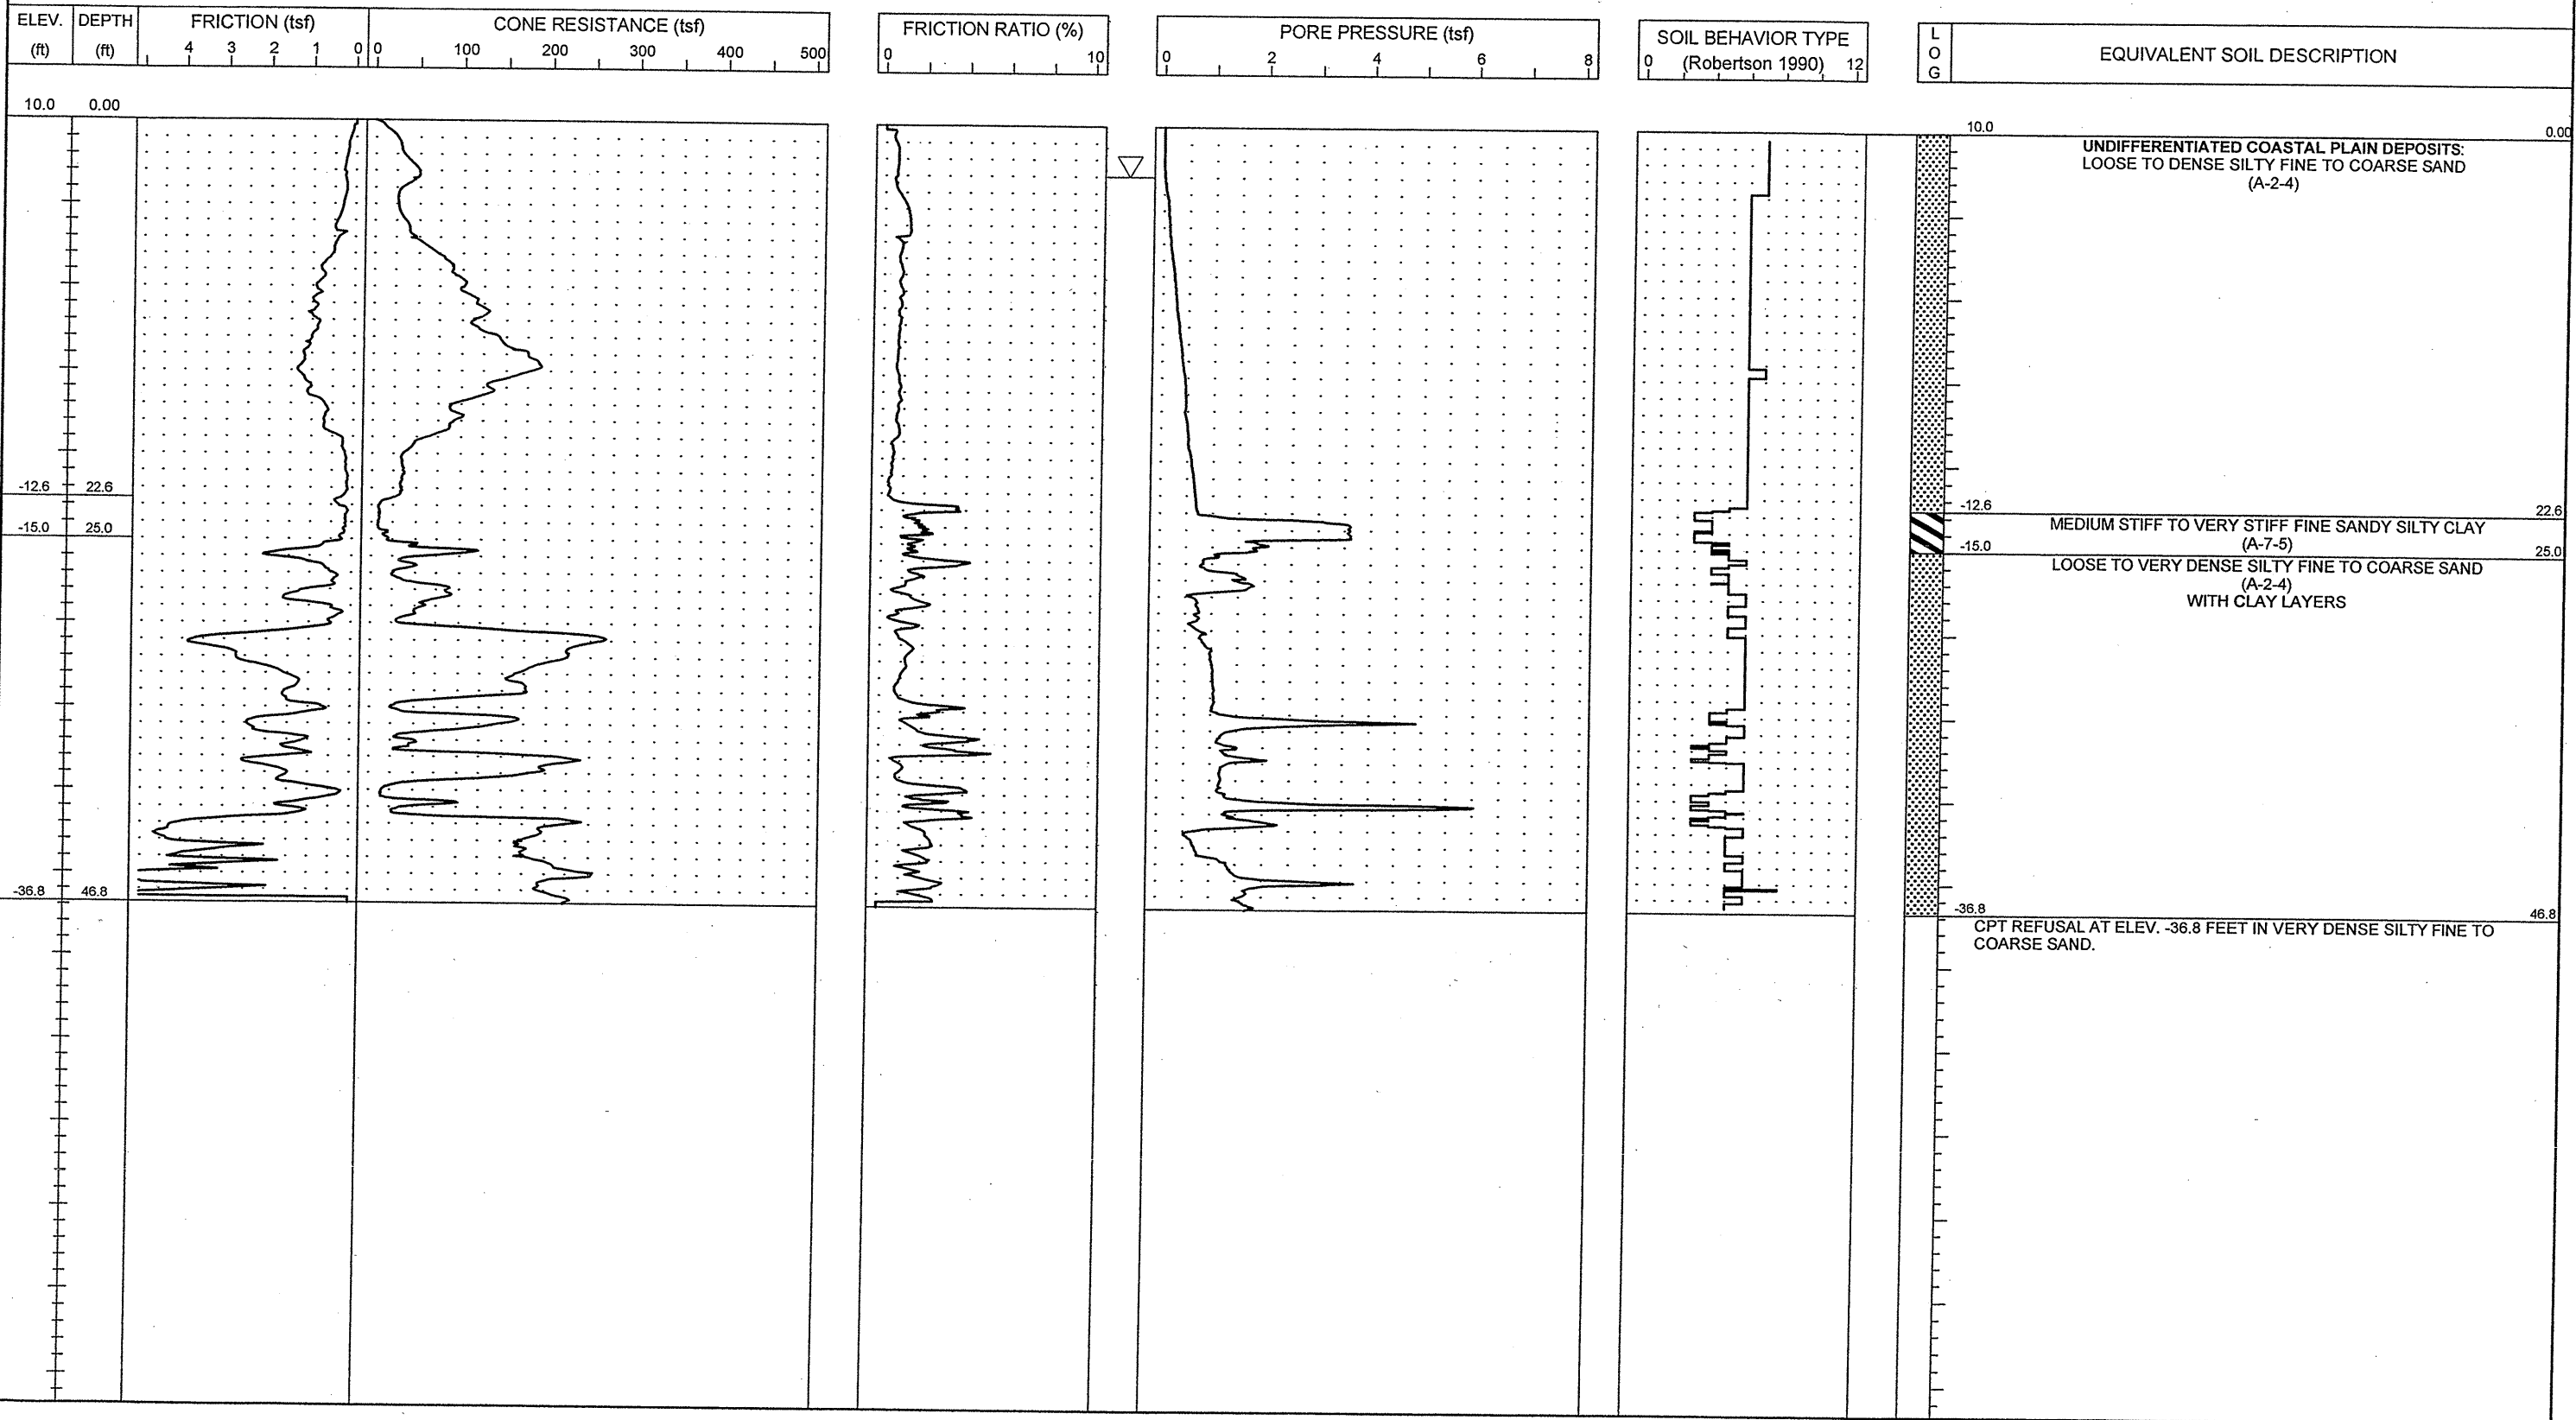 ELEV. DEPTH FRICTION (tsf) CONE RESISTANCE (tsf) FRICTION RATIO (%) PORE PRESSURE (tsf) SOIL BEHAVIOR TYPE L
(ft) (ft) 4 3 2 1 0 0 100 200 300 400 500 0 10 0 2 4 6 8 0 (Robertson 1990) 12 O EQUIVALENT SOIL DESCRIPTION
G
10.0 0.00
10.0 0.00
UNDIFFERENTIATED COASTAL PLAIN DEPOSITS:
LOOSE TO DENSE SILTY FINE TO COARSE SAND
(A-2-4)
-12.6 22.6
-12.6 22.6
MEDIUM STIFF TO VERY STIFF FINE SANDY SILTY CLAY
(A-7-5)
-15.0 25.0
-15.0 25.0
LOOSE TO VERY DENSE SILTY FINE TO COARSE SAND
(A-2-4)
WITH CLAY LAYERS
-36.8 46.8
-36.8 46.8
CPT REFUSAL AT ELEV. -36.8 FEET IN VERY DENSE SILTY FINE TO
COARSE SAND.